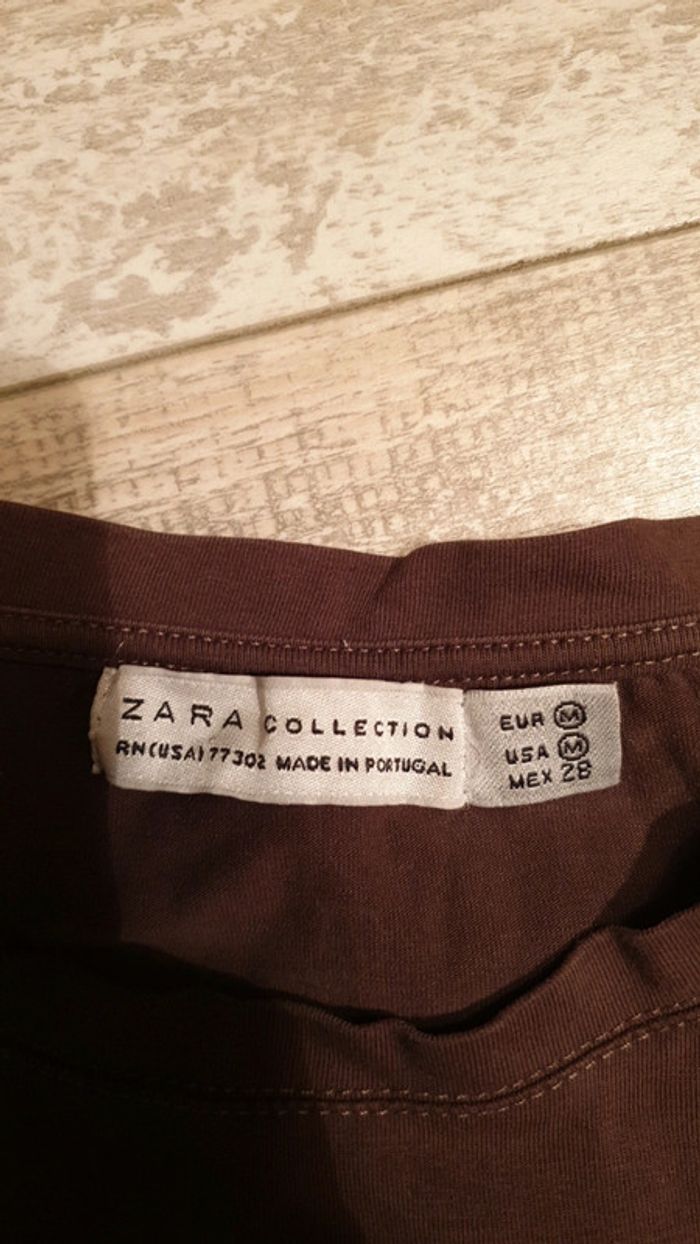 ZARA COLLECTION
RN(USA)77302 MADE IN PORTUGAL
EUR M
USA M
MEX 28